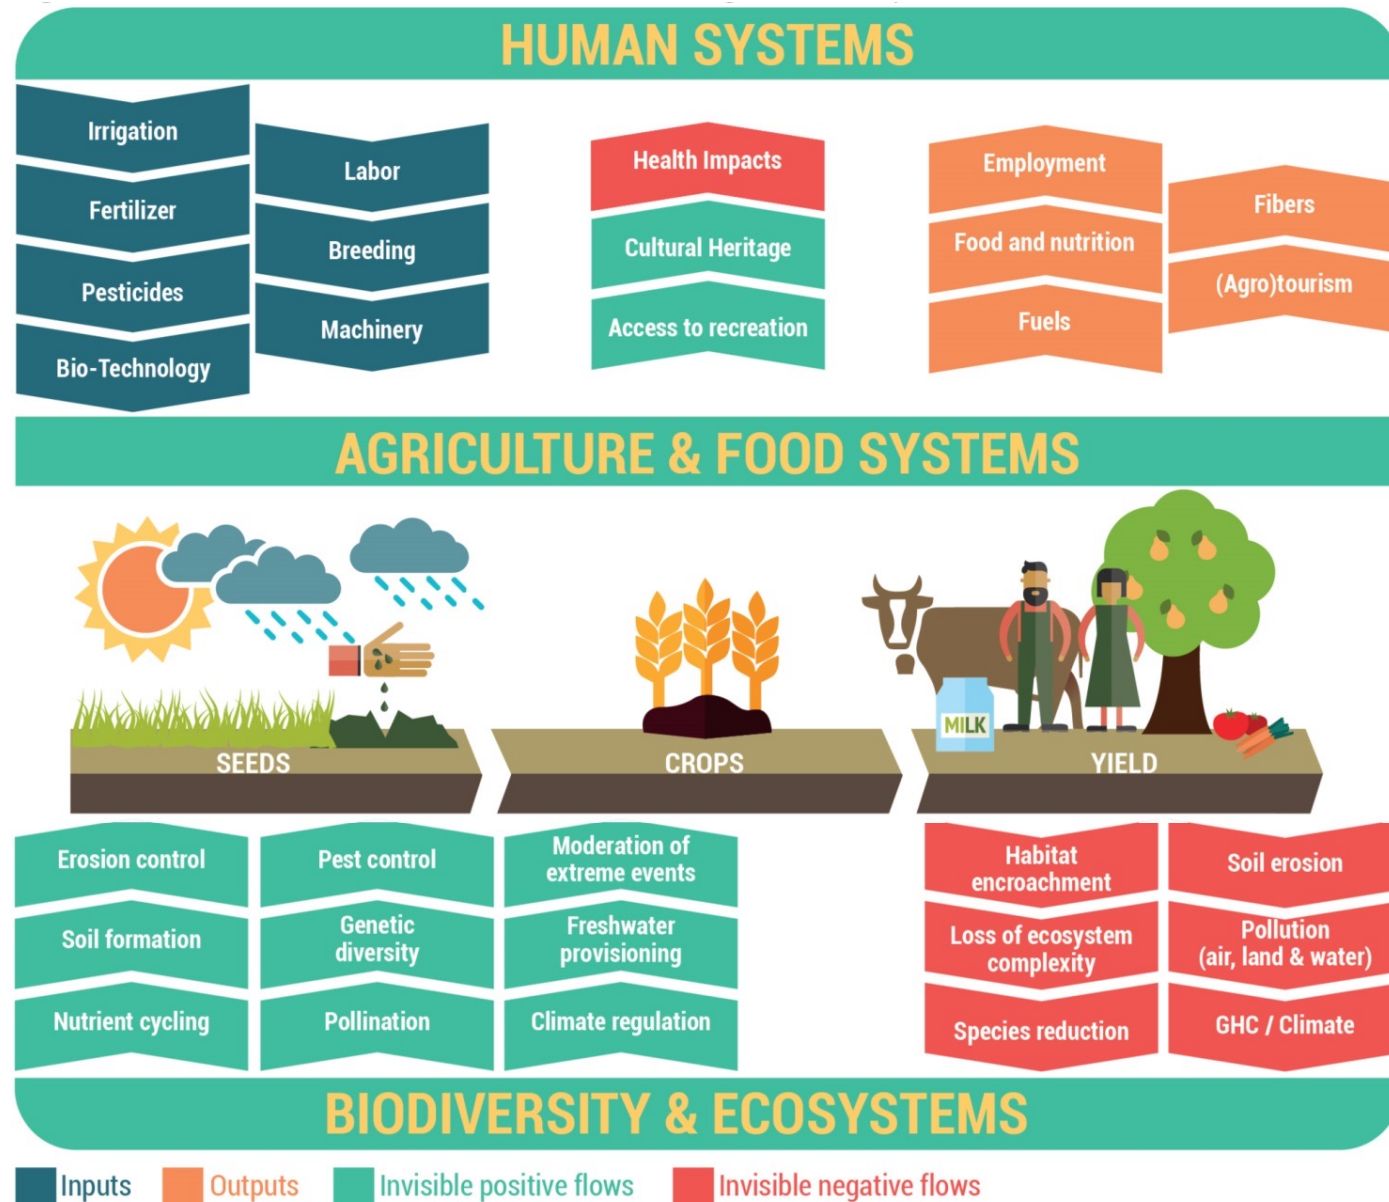 HUMAN SYSTEMS
Irrigation
Fertilizer
Pesticides
Bio-Technology
Labor
Breeding
Machinery
Health Impacts
Cultural Heritage
Access to recreation
Employment
Food and nutrition
Fuels
Fibers
(Agro)tourism
AGRICULTURE & FOOD SYSTEMS
MILK
SEEDS
CROPS
YIELD
Erosion control
Soil formation
Nutrient cycling
Pest control
Genetic
diversity
Pollination
Moderation of
extreme events
Freshwater
provisioning
Climate regulation
Habitat
encroachment
Loss of ecosystem
complexity
Species reduction
Soil erosion
Pollution
(air, land & water)
GHC / Climate
BIODIVERSITY & ECOSYSTEMS
Inputs
Outputs
Invisible positive flows
Invisible negative flows